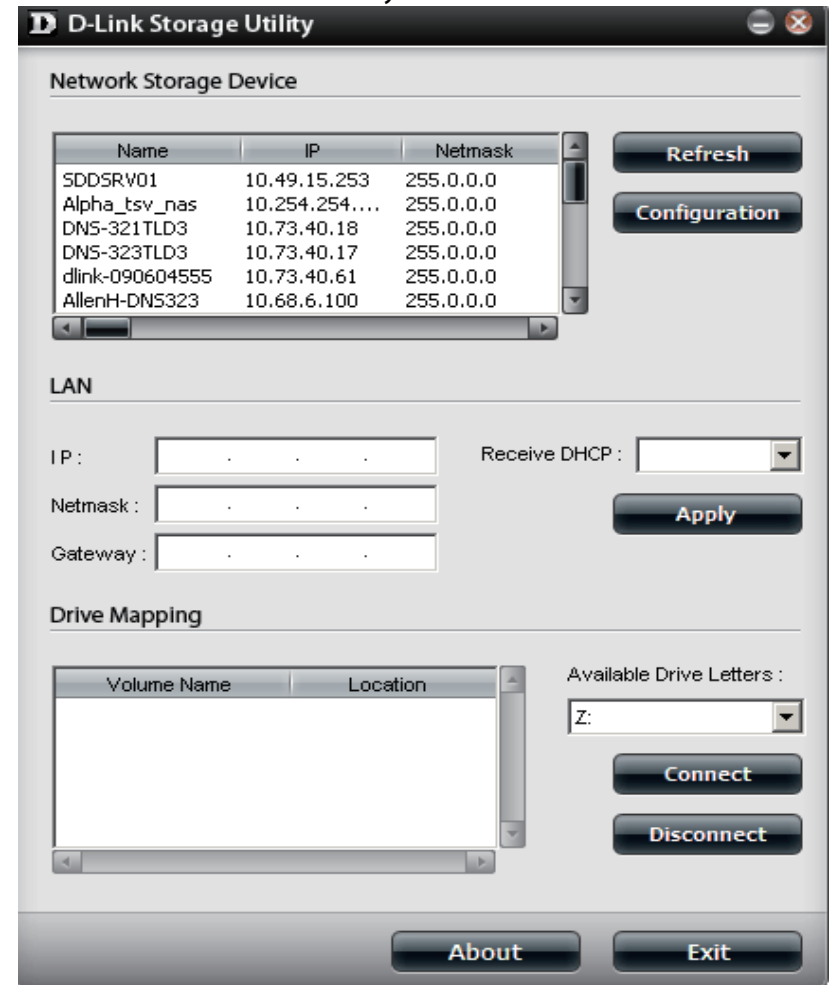 D-Link Storage Utility
Network Storage Device
Name IP Netmask
SDDSRV01 10.49.15.253 255.0.0.0
Alpha_tsv_nas 10.254.254.... 255.0.0.0
DNS-321TLD3 10.73.40.18 255.0.0.0
DNS-323TLD3 10.73.40.17 255.0.0.0
dlink-090604555 10.73.40.61 255.0.0.0
AllenH-DNS323 10.68.6.100 255.0.0.0
Refresh
Configuration
LAN
IP : . . .
Receive DHCP :
Netmask : . . .
Apply
Gateway : . . .
Drive Mapping
Volume Name Location
Available Drive Letters :
Z:
Connect
Disconnect
About Exit